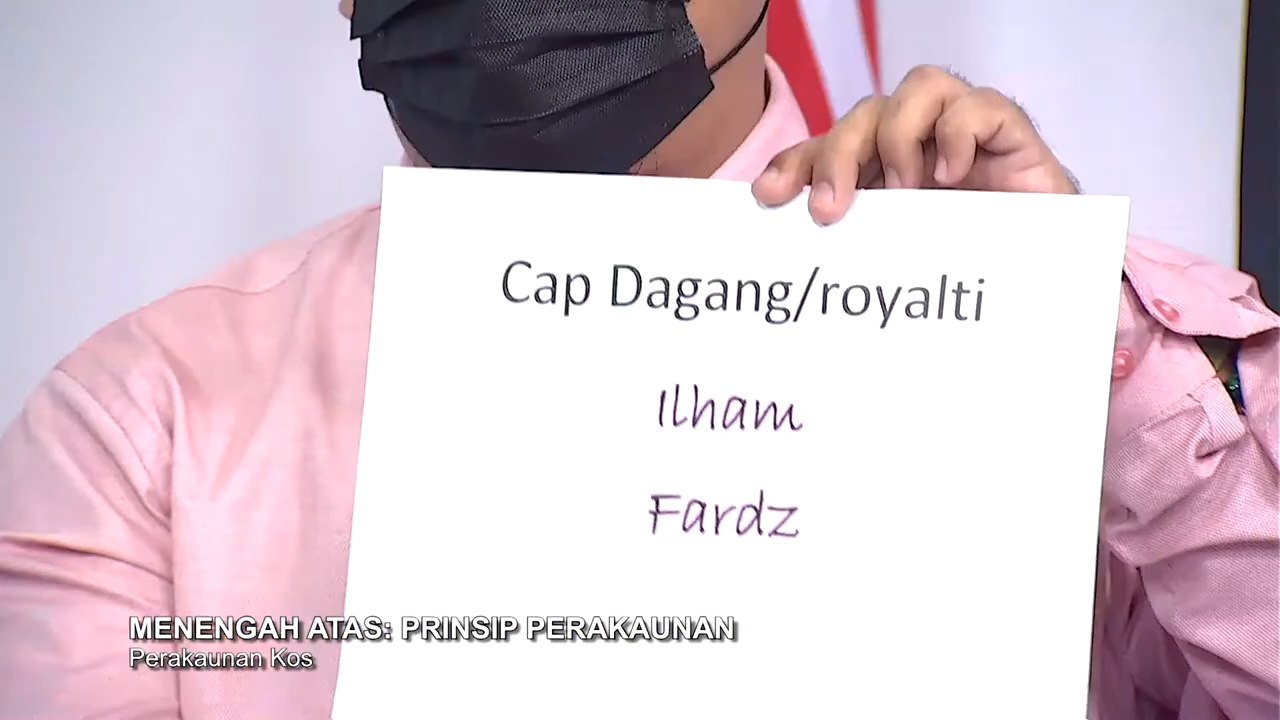 Cap Dagang/royalti
Ilham
Fardz
MENENGAH ATAS: PRINSIP PERAKAUNAN
Perakaunan Kos